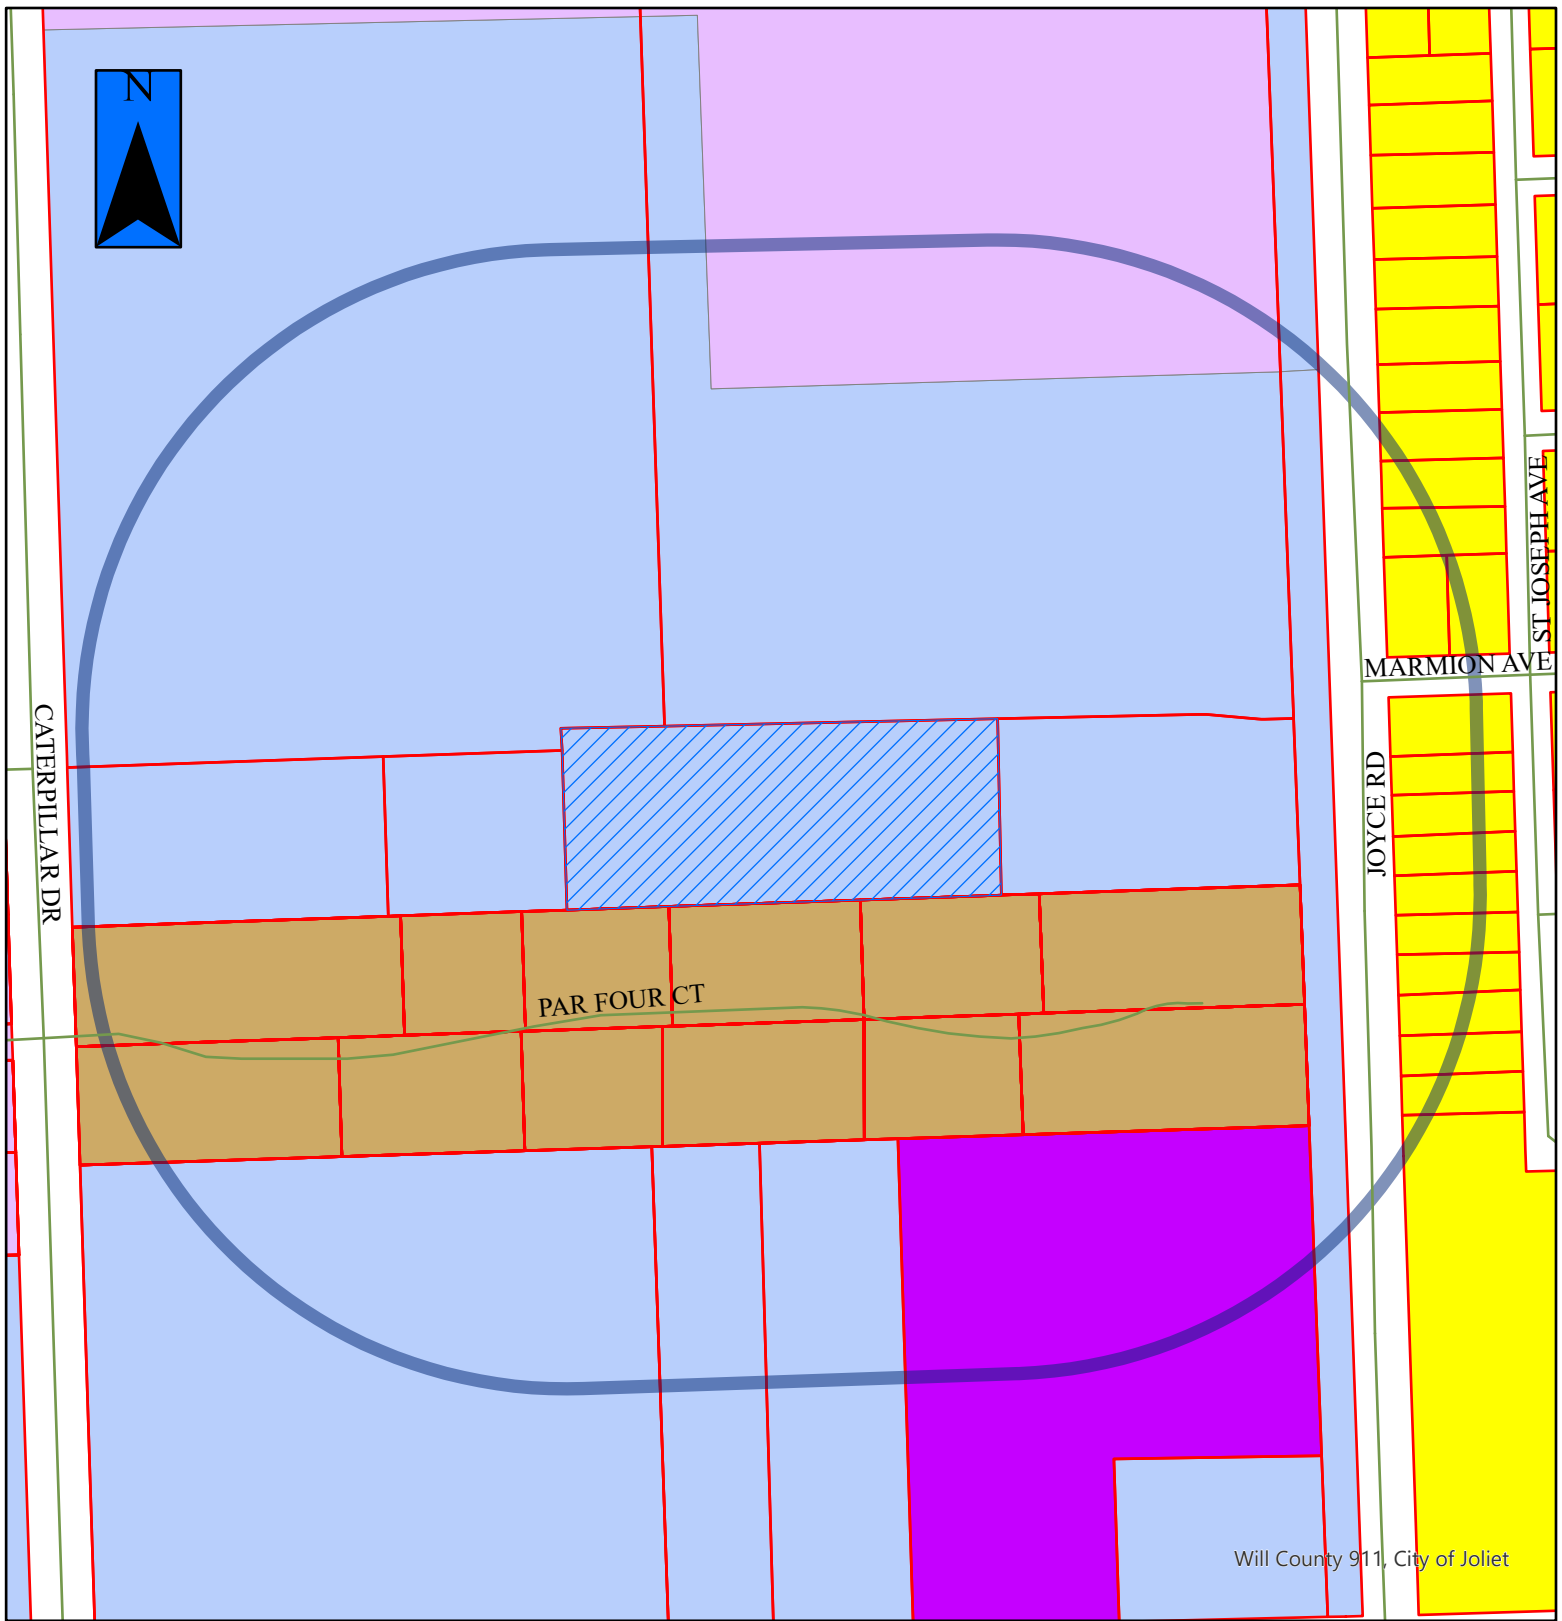 N
ST JOSEPH AVE
MARMION AVE
CATERPILLAR DR
JOYCE RD
PAR FOUR CT
Will County 911, City of Joliet